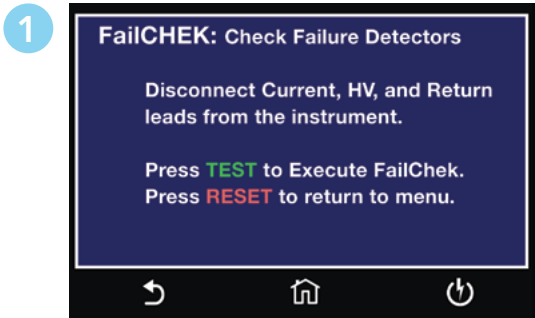 1
FailCHEK: Check Failure Detectors
Disconnect Current, HV, and Return
leads from the instrument.
Press TEST to Execute FailChek.
Press RESET to return to menu.